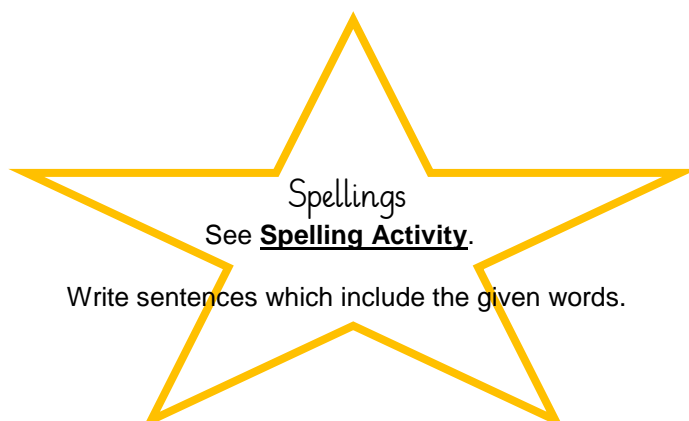 Spellings
See Spelling Activity.
Write sentences which include the given words.